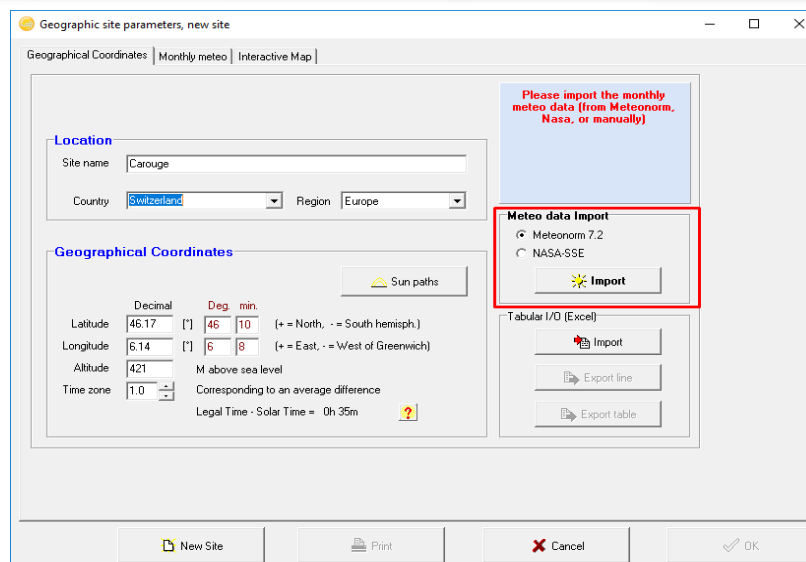 Geographic site parameters, new site
Geographical Coordinates Monthly meteo Interactive Map
Please import the monthly
meteo data (from Meteonorm,
Nasa, or manually)
Location
Site name Carouge
Country Switzerland Region Europe
Meteo data Import
Meteonorm 7.2
NASA-SSE
Import
Geographical Coordinates
Sun paths
Decimal Deg. min.
Latitude 46.17 [°] 46 10 (+ = North, - = South hemisph.)
Longitude 6.14 [°] 6 8 (+ = East, - = West of Greenwich)
Altitude 421 M above sea level
Time zone 1.0 Corresponding to an average difference
Legal Time - Solar Time = 0h 35m ?
Tabular I/O (Excel)
Import
Export line
Export table
New Site Print Cancel OK